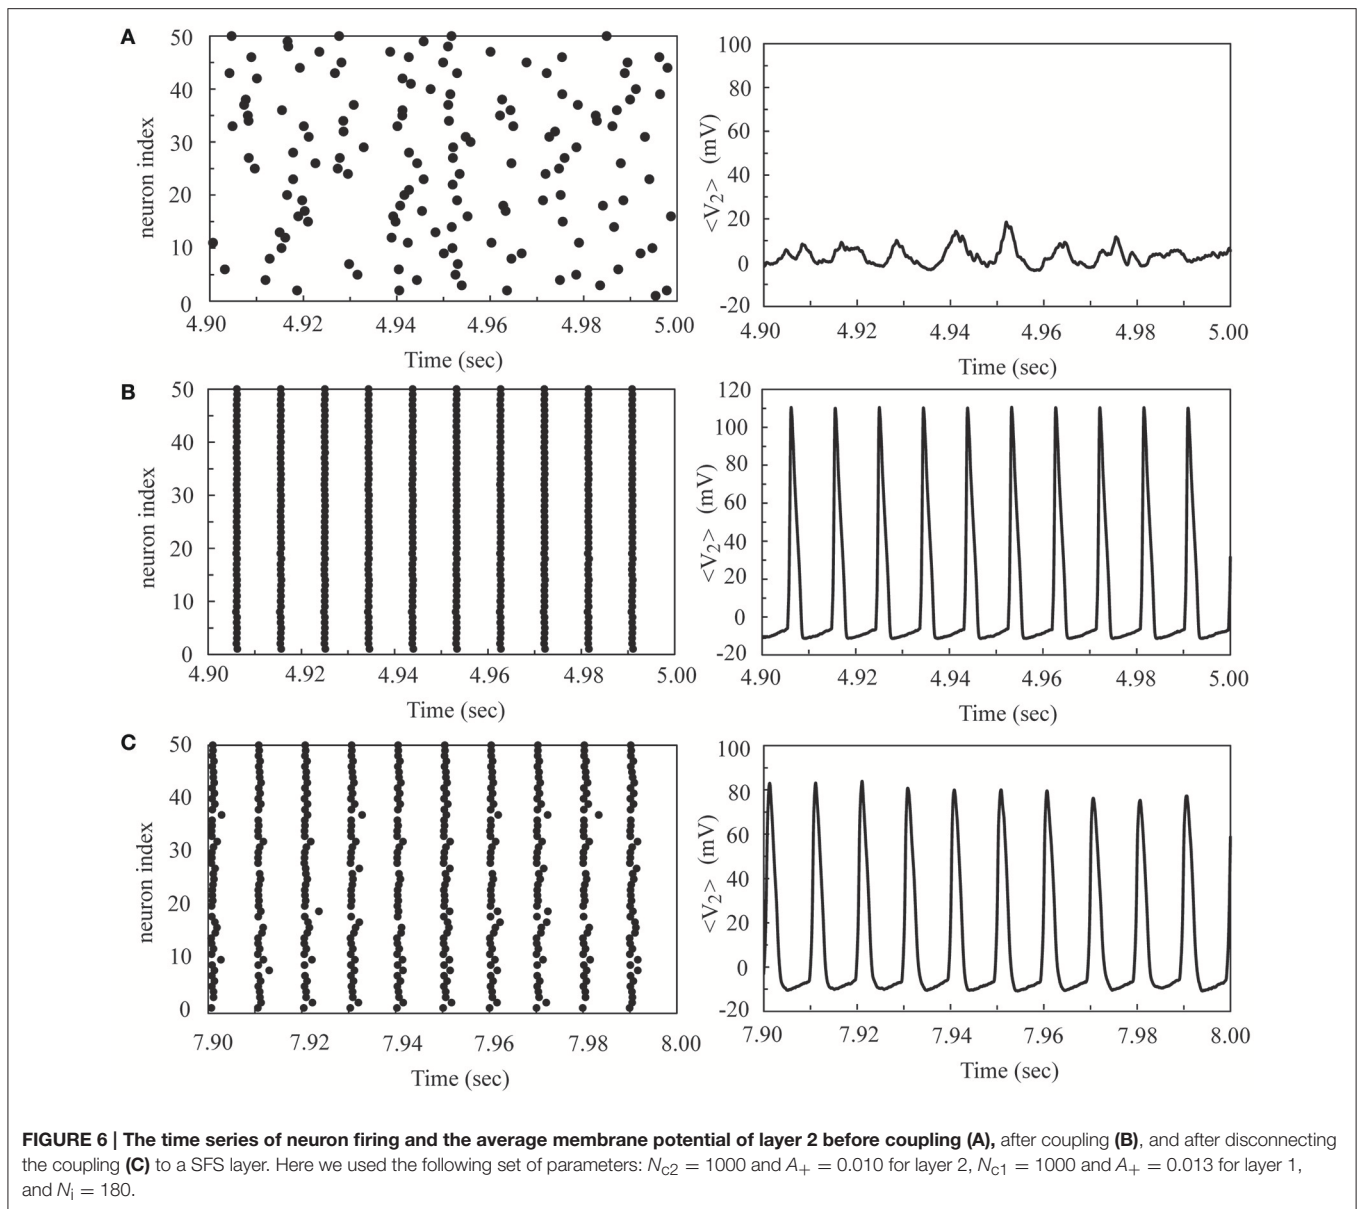 A
50
40
30
20
10
0
neuron index
4.90 4.92 4.94 4.96 4.98 5.00
Time (sec)
100
80
60
40
20
0
-20
<V2> (mV)
4.90 4.92 4.94 4.96 4.98 5.00
Time (sec)
B
50
40
30
20
10
0
neuron index
4.90 4.92 4.94 4.96 4.98 5.00
Time (sec)
120
100
80
60
40
20
0
-20
<V2> (mV)
4.90 4.92 4.94 4.96 4.98 5.00
Time (sec)
C
50
40
30
20
10
0
neuron index
7.90 7.92 7.94 7.96 7.98 8.00
Time (sec)
100
80
60
40
20
0
-20
<V2> (mV)
7.90 7.92 7.94 7.96 7.98 8.00
Time (sec)
FIGURE 6 | The time series of neuron firing and the average membrane potential of layer 2 before coupling (A), after coupling (B), and after disconnecting
the coupling (C) to a SFS layer. Here we used the following set of parameters: Nc2 = 1000 and A+ = 0.010 for layer 2, Nc1 = 1000 and A+ = 0.013 for layer 1,
and Ni = 180.